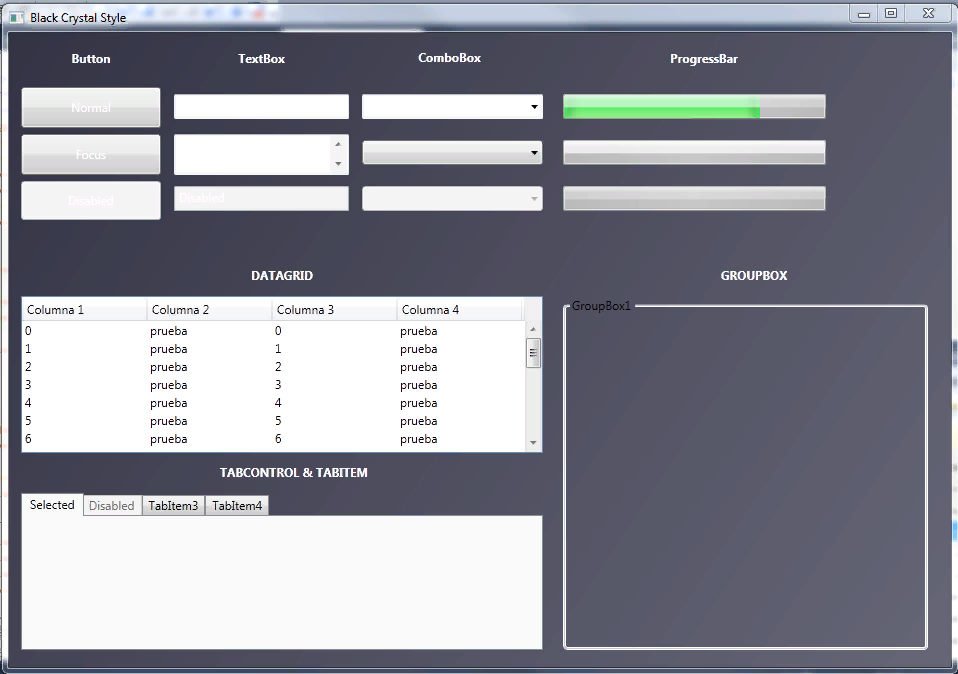 Black Crystal Style
Button TextBox ComboBox ProgressBar
Normal
Focus
Disabled Disabled
DATAGRID GROUPBOX
Columna 1 Columna 2 Columna 3 Columna 4
0 prueba 0 prueba
1 prueba 1 prueba
2 prueba 2 prueba
3 prueba 3 prueba
4 prueba 4 prueba
5 prueba 5 prueba
6 prueba 6 prueba
GroupBox1
TABCONTROL & TABITEM
Selected Disabled TabItem3 TabItem4